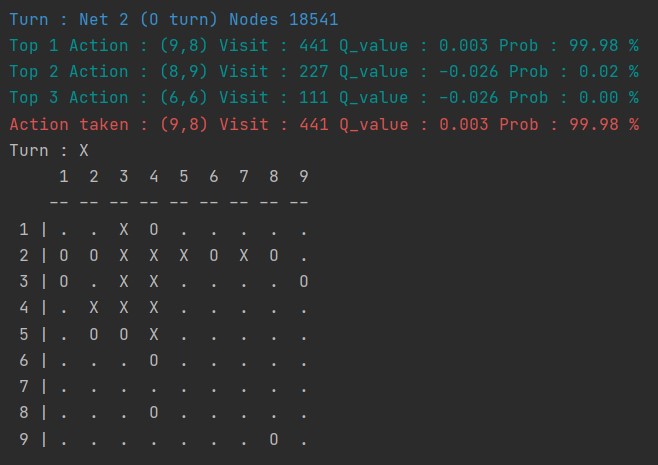 Turn : Net 2 (O turn) Nodes 18541
Top 1 Action : (9,8) Visit : 441 Q_value : 0.003 Prob : 99.98 %
Top 2 Action : (8,9) Visit : 227 Q_value : -0.026 Prob : 0.02 %
Top 3 Action : (6,6) Visit : 111 Q_value : -0.026 Prob : 0.00 %
Action taken : (9,8) Visit : 441 Q_value : 0.003 Prob : 99.98 %
Turn : X
     1  2  3  4  5  6  7  8  9
    -- -- -- -- -- -- -- -- --
 1 | .  .  X  O  .  .  .  .  .
 2 | O  O  X  X  X  O  X  O  .
 3 | O  .  X  X  .  .  .  .  O
 4 | .  X  X  X  .  .  .  .  .
 5 | .  O  O  X  .  .  .  .  .
 6 | .  .  .  O  .  .  .  .  .
 7 | .  .  .  .  .  .  .  .  .
 8 | .  .  .  O  .  .  .  .  .
 9 | .  .  .  .  .  .  .  O  .